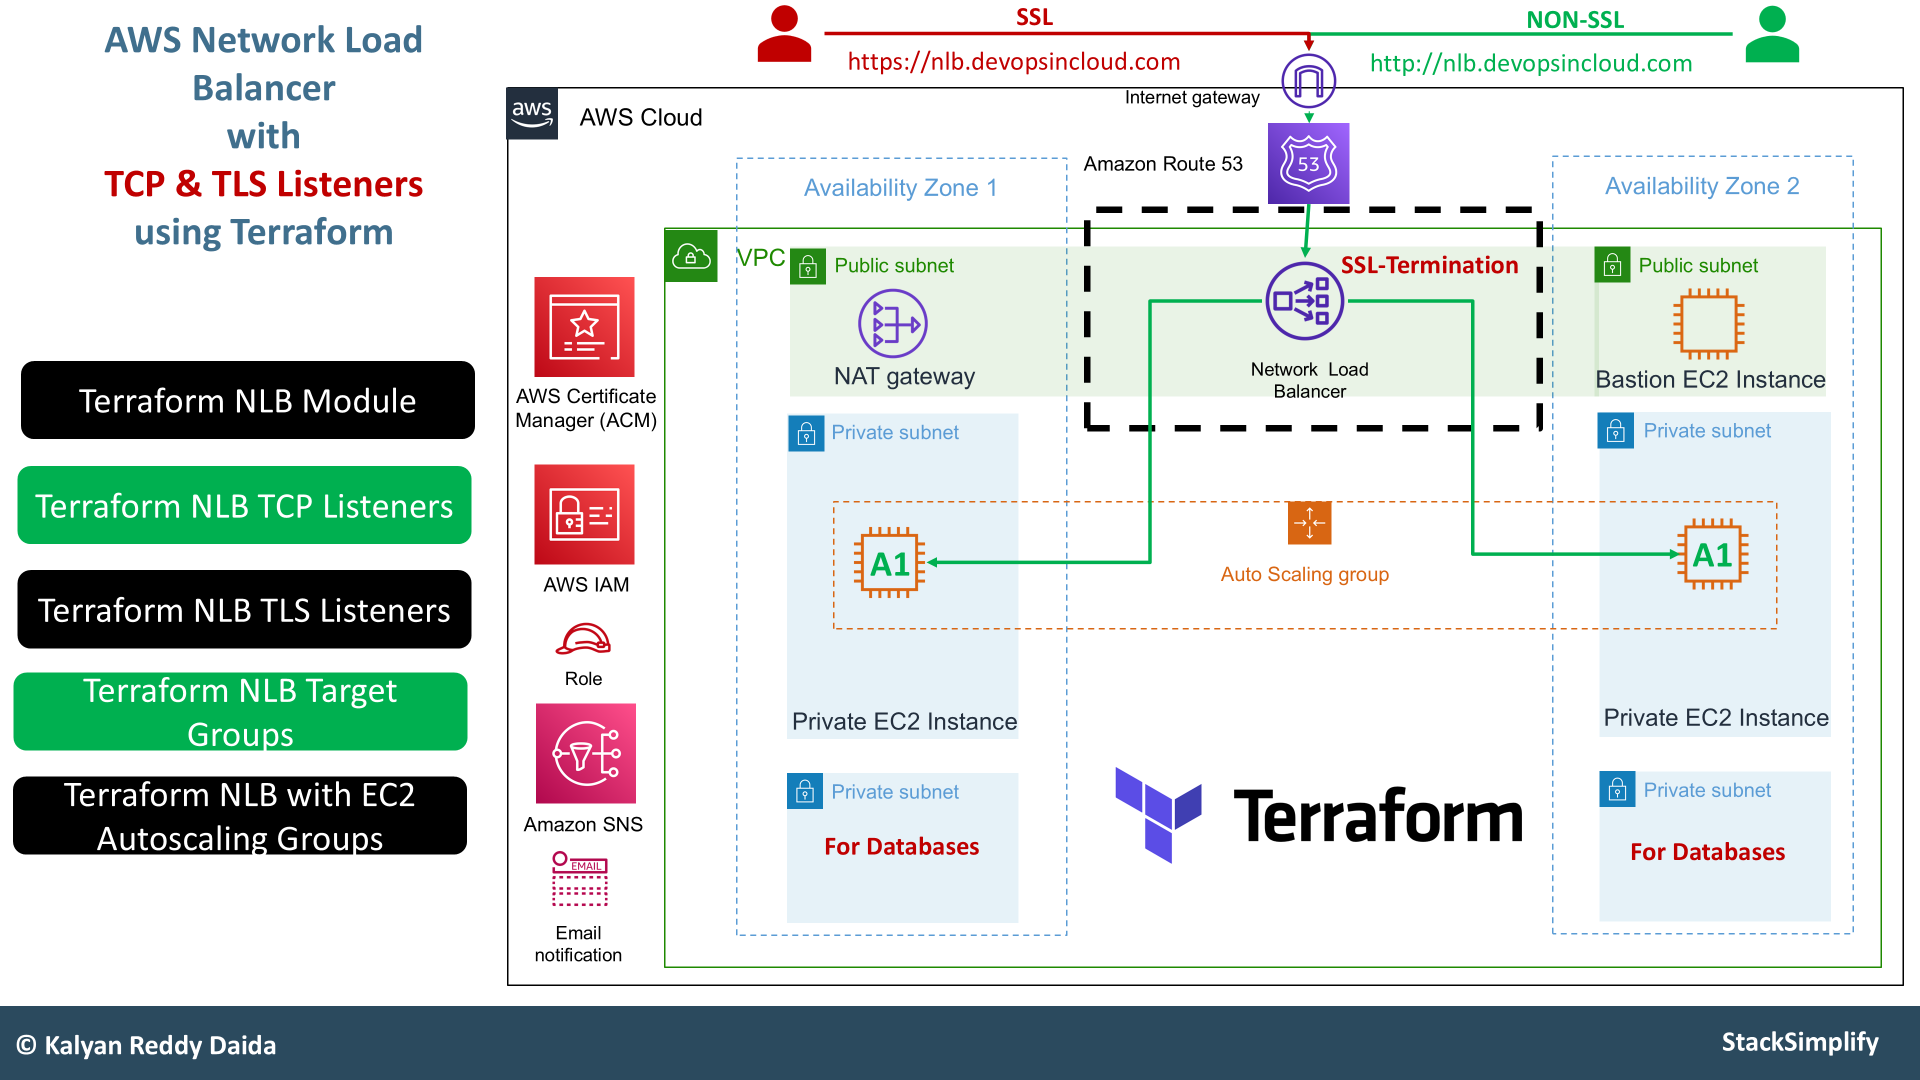 AWS Network Load
Balancer
with
TCP & TLS Listeners
using Terraform
SSL
https://nlb.devopsincloud.com
NON-SSL
http://nlb.devopsincloud.com
Internet gateway
aws
AWS Cloud
Amazon Route 53
53
Availability Zone 1
Availability Zone 2
VPC
Public subnet
SSL-Termination
Public subnet
NAT gateway
Network Load
Balancer
Bastion EC2 Instance
Private subnet
Private subnet
A1
Auto Scaling group
A1
Private EC2 Instance
Private EC2 Instance
Private subnet
For Databases
Terraform
Private subnet
For Databases
AWS Certificate
Manager (ACM)
AWS IAM
Role
Amazon SNS
EMAIL
Email
notification
Terraform NLB Module
Terraform NLB TCP Listeners
Terraform NLB TLS Listeners
Terraform NLB Target
Groups
Terraform NLB with EC2
Autoscaling Groups
© Kalyan Reddy Daida
StackSimplify